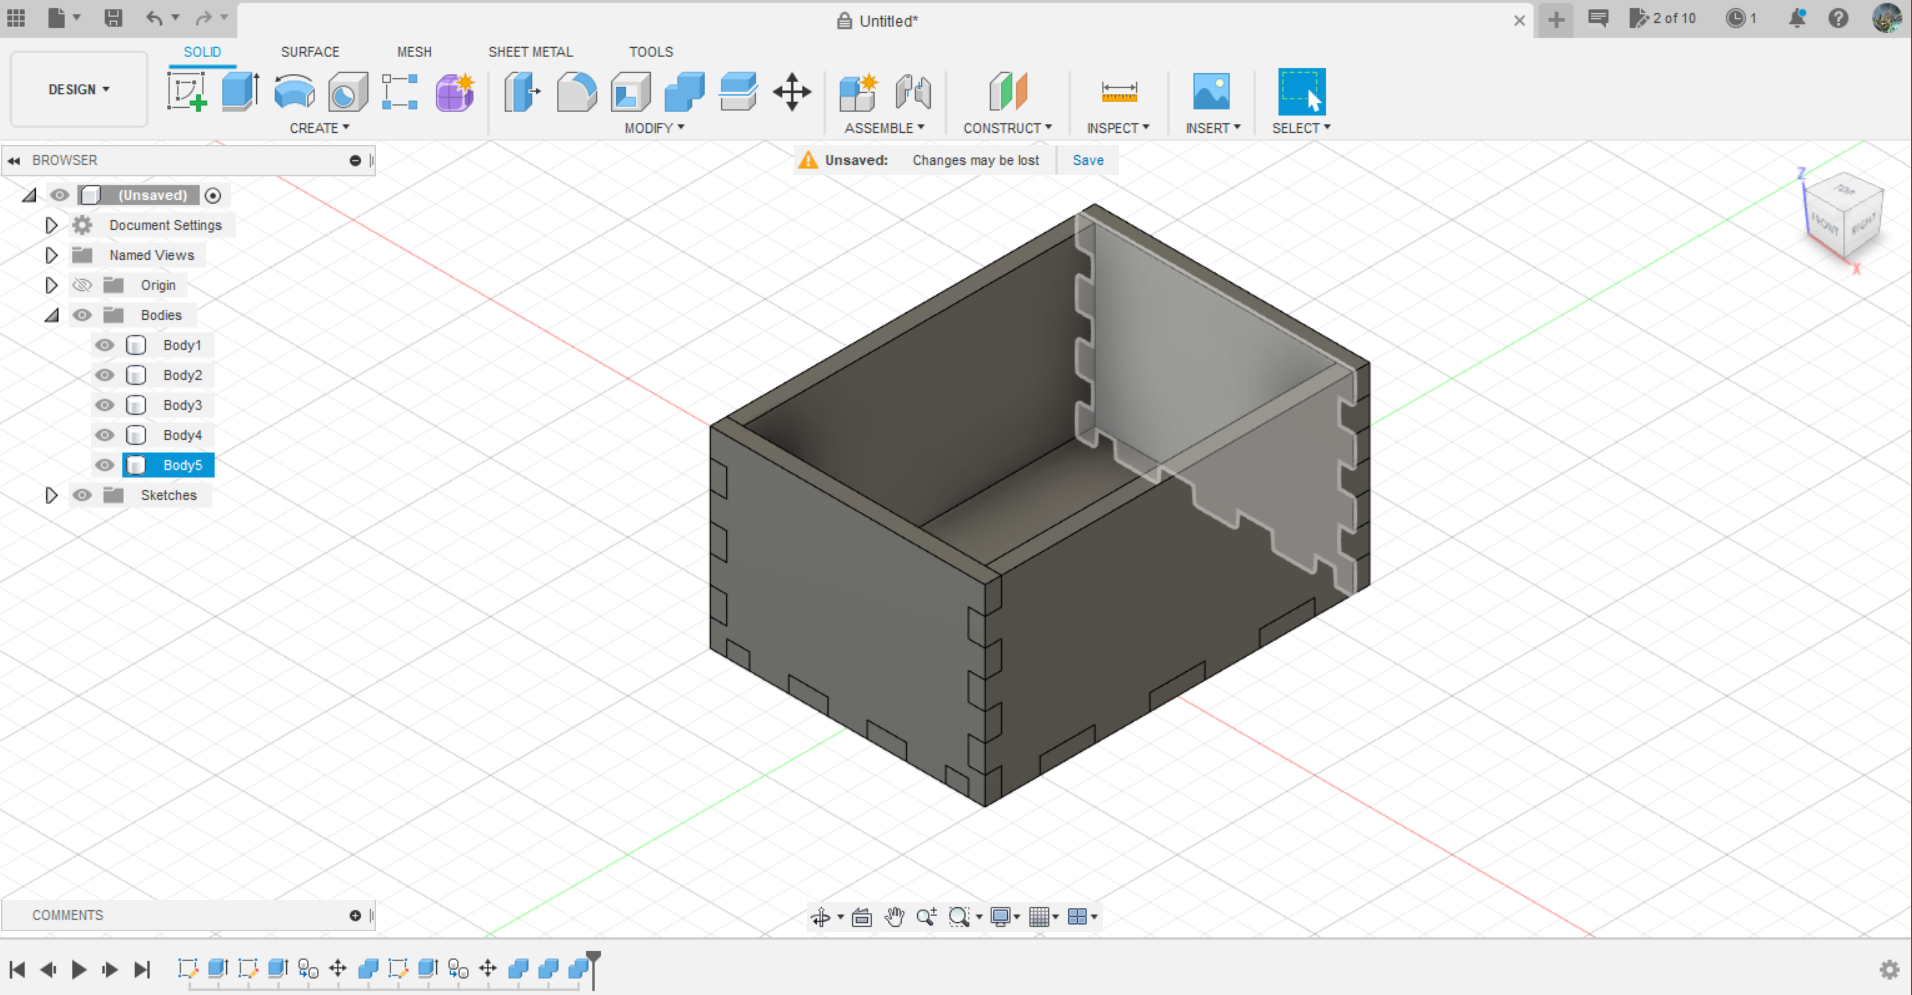 Untitled*
2 of 10
1
DESIGN
SOLID
SURFACE
MESH
SHEET METAL
TOOLS
CREATE
MODIFY
ASSEMBLE
CONSTRUCT
INSPECT
INSERT
SELECT
BROWSER
Unsaved: Changes may be lost Save
(Unsaved)
Document Settings
Named Views
Origin
Bodies
Body1
Body2
Body3
Body4
Body5
Sketches
Z
TOP
FRONT
RIGHT
X
COMMENTS